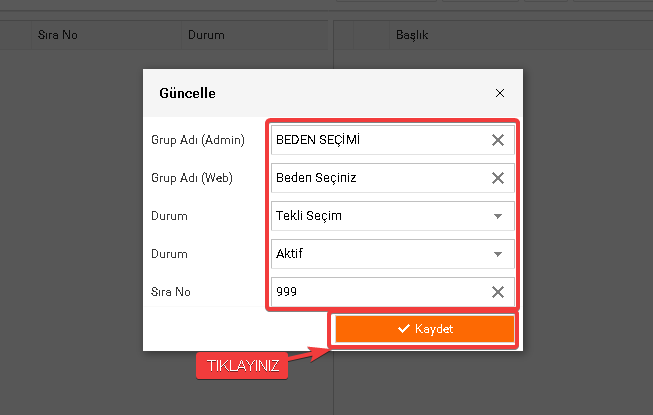 Sıra No Durum Başlık
Güncelle
Grup Adı (Admin) BEDEN SEÇİMİ
Grup Adı (Web) Beden Seçiniz
Durum Tekli Seçim
Durum Aktif
Sıra No 999
Kaydet
TIKLAYINIZ